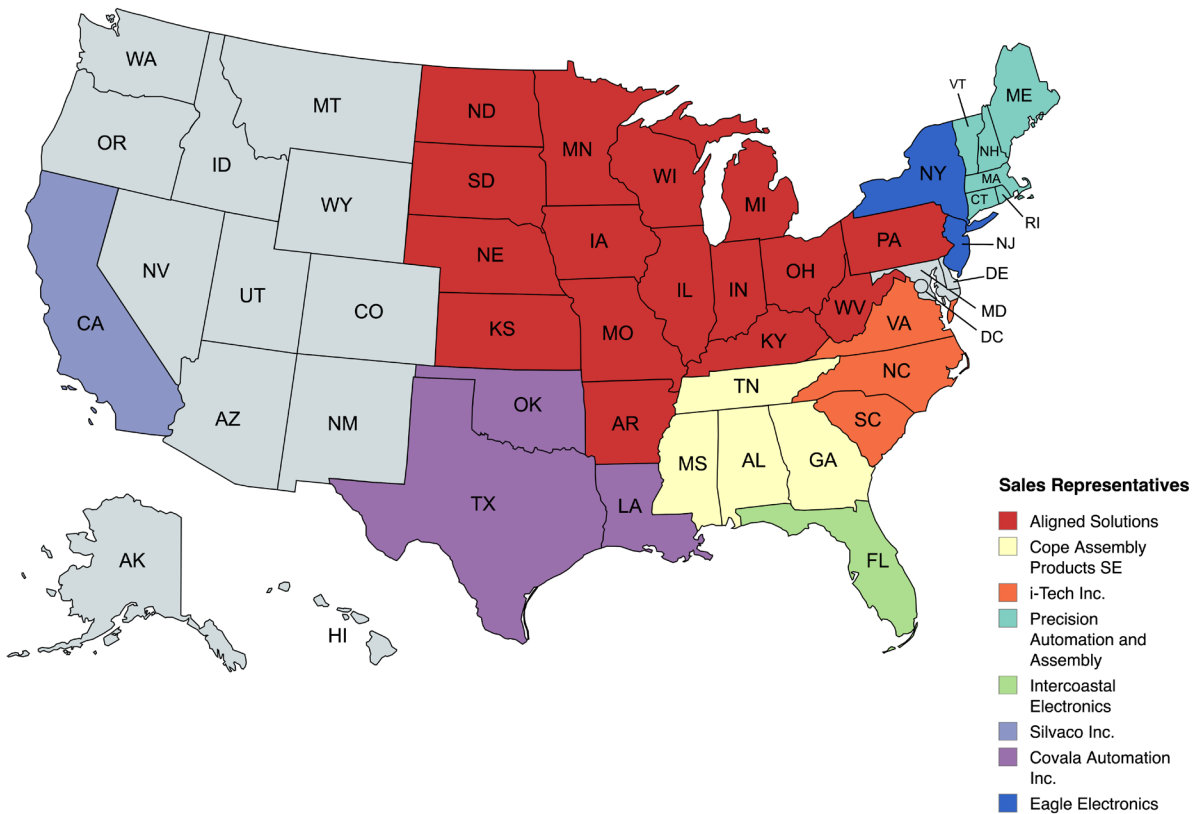 WA
MT
ND
VT
ME
OR
ID
MN
NH
SD
WI
NY
MA
WY
MI
CT
RI
NE
IA
PA
NJ
NV
OH
DE
UT
IL
IN
CO
WV
MD
CA
KS
MO
VA
DC
KY
NC
TN
OK
AZ
NM
AR
SC
MS
AL
GA
TX
LA
AK
FL
HI
Sales Representatives
Aligned Solutions
Cope Assembly
Products SE
i-Tech Inc.
Precision
Automation and
Assembly
Intercoastal
Electronics
Silvaco Inc.
Covala Automation
Inc.
Eagle Electronics